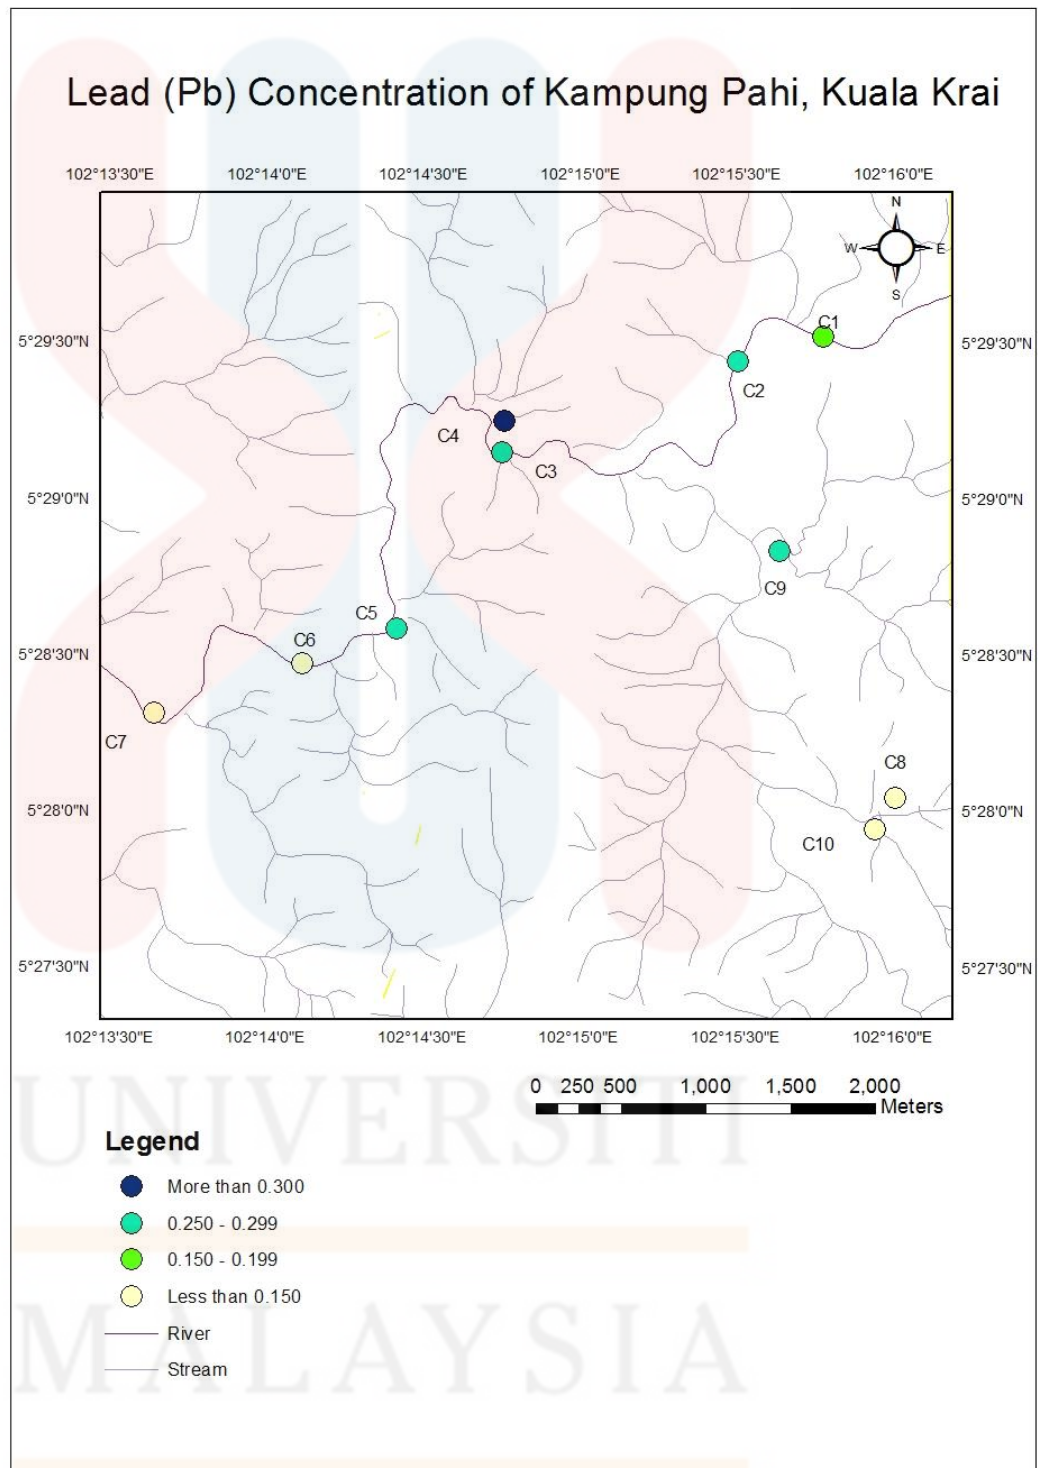 Lead (Pb) Concentration of Kampung Pahi, Kuala Krai
102°13'30"E 102°14'0"E 102°14'30"E 102°15'0"E 102°15'30"E 102°16'0"E
N
W E
S
C1
5°29'30"N 5°29'30"N
C2
C4
C3
5°29'0"N 5°29'0"N
C9
C5
C6
5°28'30"N 5°28'30"N
C7
C8
5°28'0"N 5°28'0"N
C10
5°27'30"N 5°27'30"N
102°13'30"E 102°14'0"E 102°14'30"E 102°15'0"E 102°15'30"E 102°16'0"E
0 250 500 1,000 1,500 2,000
Meters
UNIVERSITI
Legend
More than 0.300
0.250 - 0.299
0.150 - 0.199
Less than 0.150
MALAYSIA
River
Stream